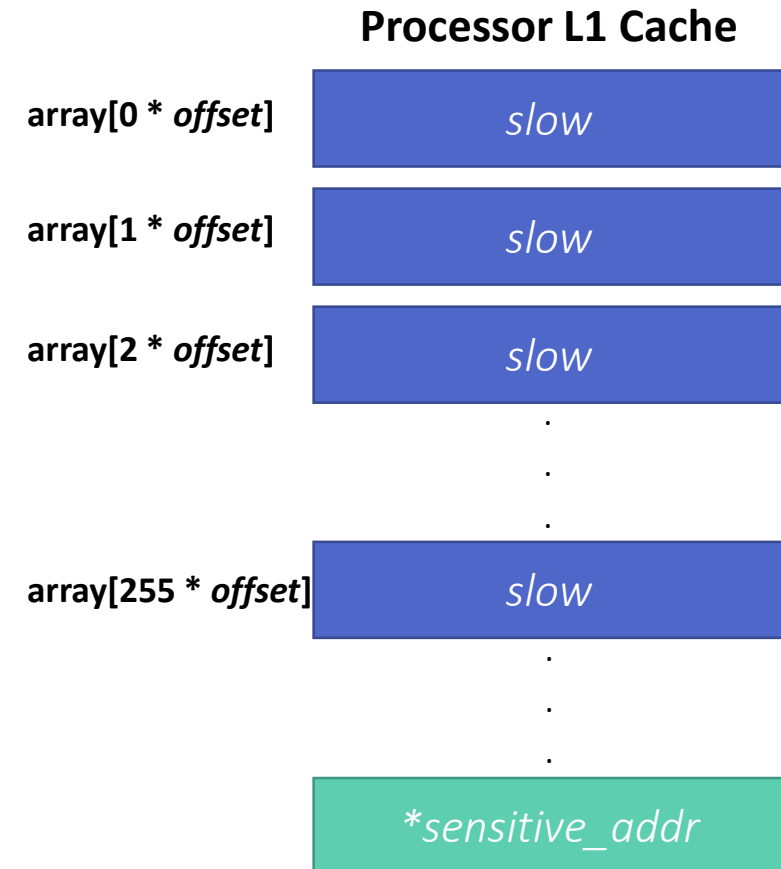 Processor L1 Cache
array[0 * offset] slow
array[1 * offset] slow
array[2 * offset] slow
.
.
.
array[255 * offset] slow
.
.
.
*sensitive_addr